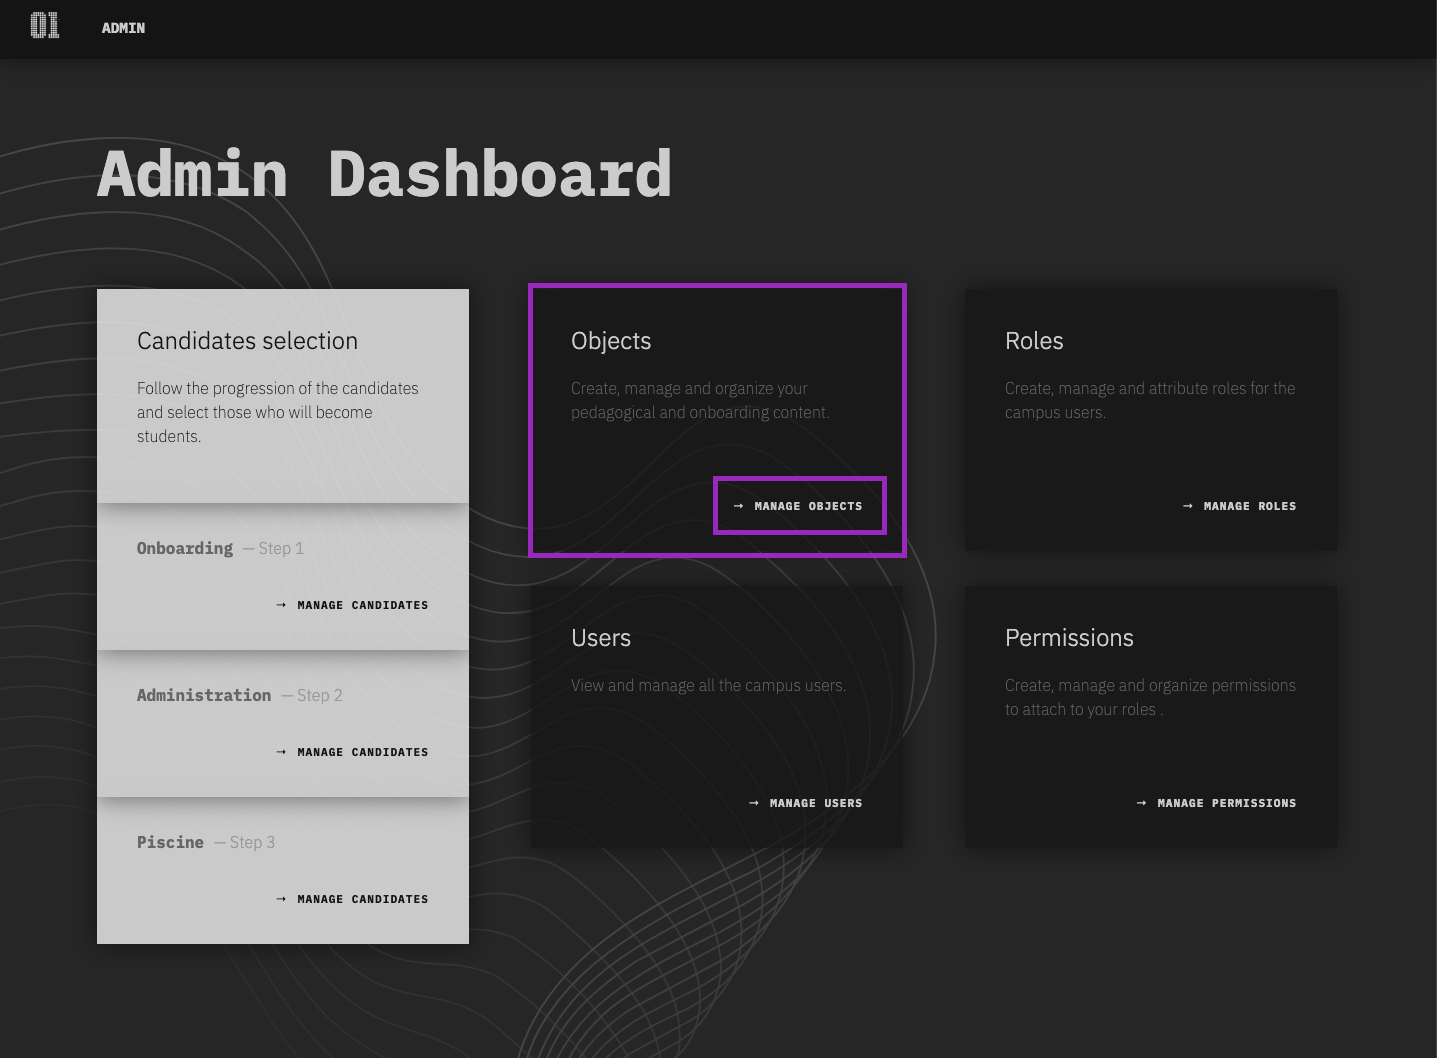 01
ADMIN
Admin Dashboard
Candidates selection
Follow the progression of the candidates
and select those who will become
students.
Onboarding — Step 1
→ MANAGE CANDIDATES
Administration — Step 2
→ MANAGE CANDIDATES
Piscine — Step 3
→ MANAGE CANDIDATES
Objects
Create, manage and organize your
pedagogical and onboarding content.
→ MANAGE OBJECTS
Users
View and manage all the campus users.
→ MANAGE USERS
Roles
Create, manage and attribute roles for the
campus users.
→ MANAGE ROLES
Permissions
Create, manage and organize permissions
to attach to your roles .
→ MANAGE PERMISSIONS